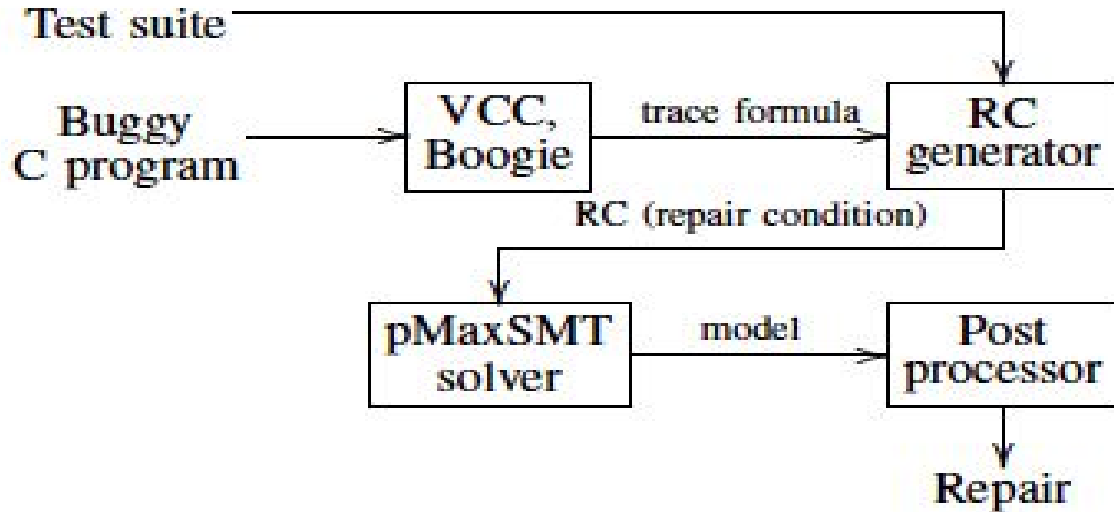 Test suite
Buggy
C program
VCC,
Boogie
trace formula
RC
generator
RC (repair condition)
pMaxSMT
solver
model
Post
processor
Repair